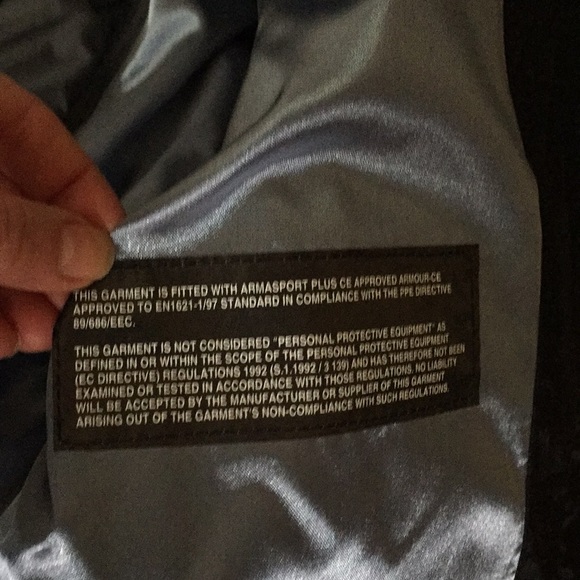 THIS GARMENT IS FITTED WITH ARMASPORT PLUS CE APPROVED ARMOUR-CE
APPROVED TO EN1621-1/97 STANDARD IN COMPLIANCE WITH THE PPE DIRECTIVE
89/686/EEC.
THIS GARMENT IS NOT CONSIDERED "PERSONAL PROTECTIVE EQUIPMENT" AS
DEFINED IN OR WITHIN THE SCOPE OF THE PERSONAL PROTECTIVE EQUIPMENT
(EC DIRECTIVE) REGULATIONS 1992 (S.1.1992 / 3 139) AND HAS THEREFORE NOT BEEN
EXAMINED OR TESTED IN ACCORDANCE WITH THOSE REGULATIONS. NO LIABILITY
WILL BE ACCEPTED BY THE MANUFACTURER OR SUPPLIER OF THIS GARMENT
ARISING OUT OF THE GARMENT'S NON-COMPLIANCE WITH SUCH REGULATIONS.